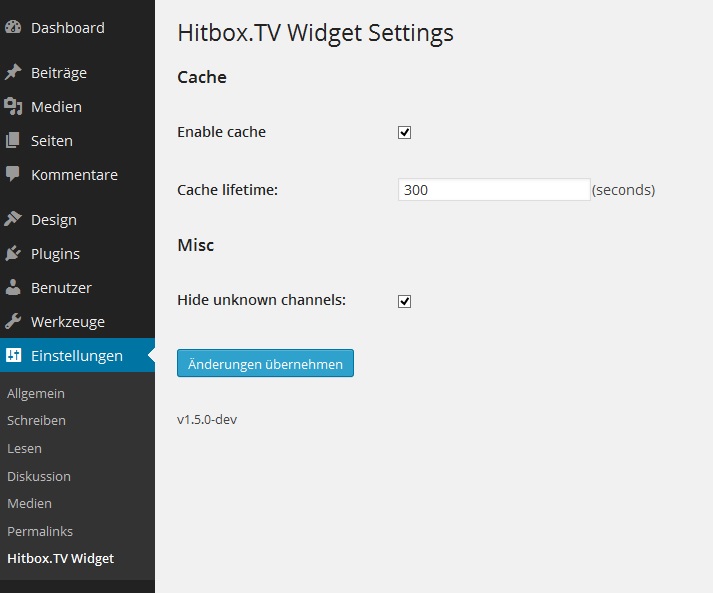 Dashboard
Beiträge
Medien
Seiten
Kommentare
Design
Plugins
Benutzer
Werkzeuge
Einstellungen
Allgemein
Schreiben
Lesen
Diskussion
Medien
Permalinks
Hitbox.TV Widget
Hitbox.TV Widget Settings
Cache
Enable cache
Cache lifetime: 300 (seconds)
Misc
Hide unknown channels:
Änderungen übernehmen
v1.5.0-dev